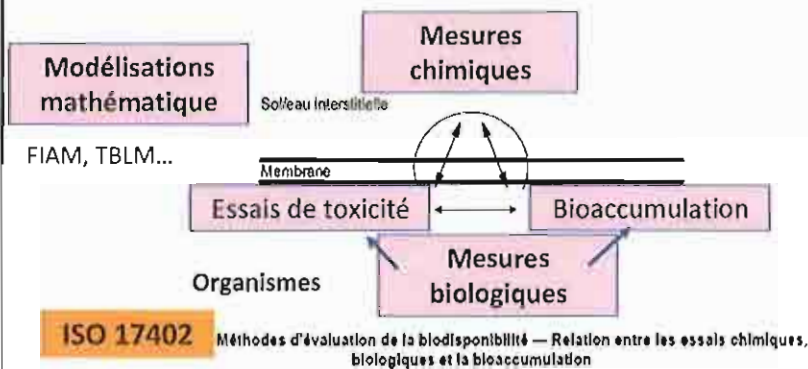 Mesures
chimiques
Modélisations
mathématique
Sol/eau interstitielle
FIAM, TBLM...
Membrane
Essais de toxicité
Bioaccumulation
Mesures
biologiques
Organismes
ISO 17402
Méthodes d'évaluation de la biodisponibilité — Relation entre les essais chimiques,
biologiques et la bioaccumulation